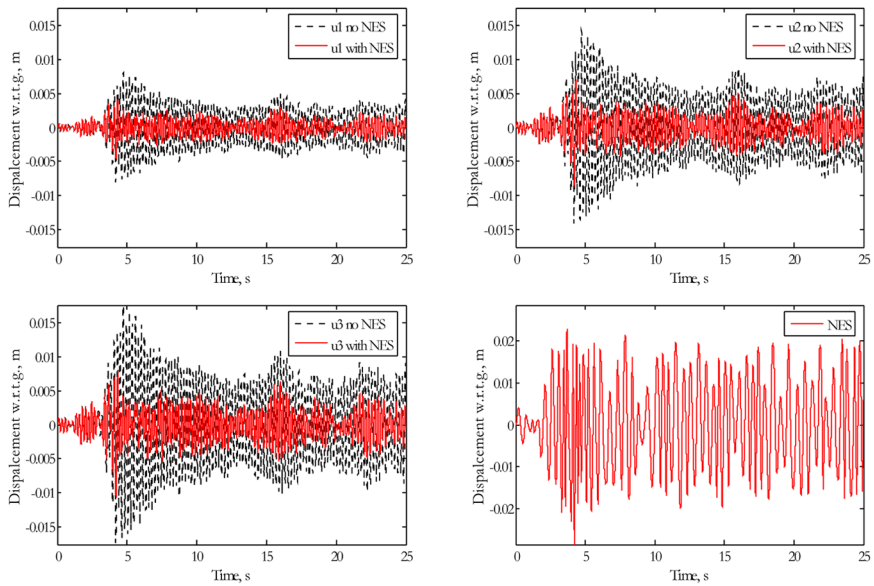 u1 no NES
u1 with NES
0.015
0.01
0.005
0
-0.005
-0.01
-0.015
Dispalcement w.r.t.g., m
0 5 10 15 20 25
Time, s
u2 no NES
u2 with NES
0.015
0.01
0.005
0
-0.005
-0.01
-0.015
Dispalcement w.r.t.g., m
0 5 10 15 20 25
Time, s
u3 no NES
u3 with NES
0.015
0.01
0.005
0
-0.005
-0.01
-0.015
Dispalcement w.r.t.g., m
0 5 10 15 20 25
Time, s
NES
0.02
0.01
0
-0.01
-0.02
Dispalcement w.r.t.g., m
0 5 10 15 20 25
Time, s